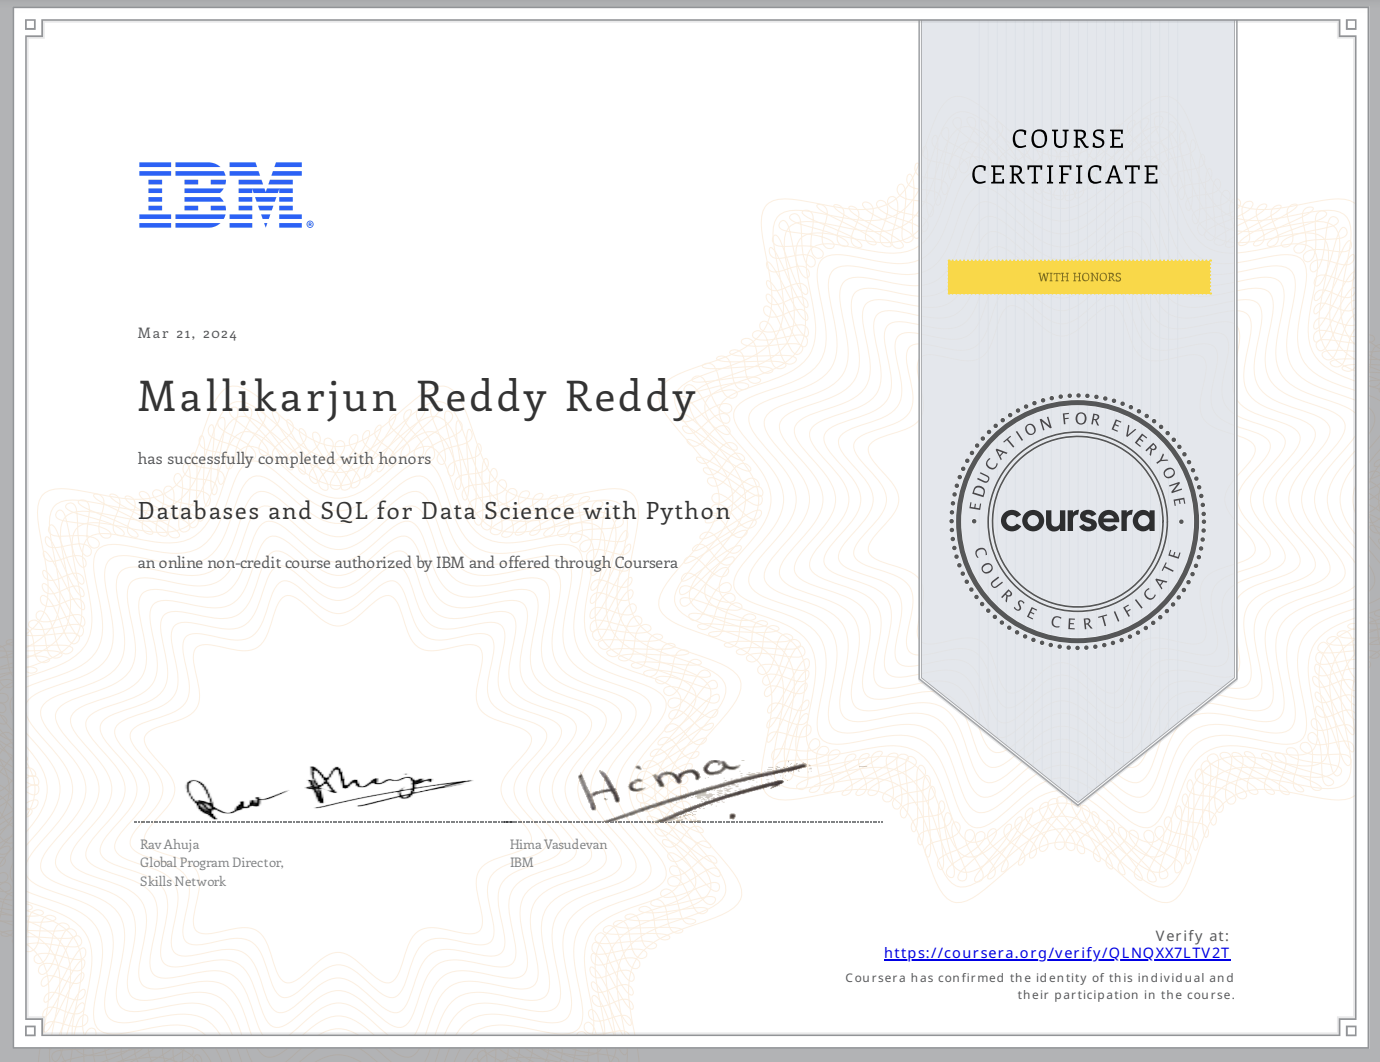 IBM®
COURSE
CERTIFICATE
WITH HONORS
Mar 21, 2024
Mallikarjun Reddy Reddy
has successfully completed with honors
Databases and SQL for Data Science with Python
an online non-credit course authorized by IBM and offered through Coursera
EDUCATION FOR EVERYONE
coursera
COURSE CERTIFICATE
Rav Ahuja
Hima
Rav Ahuja
Global Program Director,
Skills Network
Hima Vasudevan
IBM
Verify at:
https://coursera.org/verify/QLNQXX7LTV2T
Coursera has confirmed the identity of this individual and
their participation in the course.